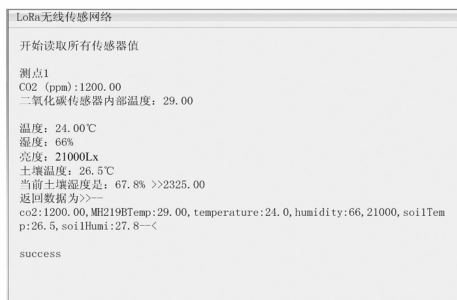 LoRa无线传感网络
开始读取所有传感器值
测点1
CO2 (ppm):1200.00
二氧化碳传感器内部温度: 29.00
温度: 24.00℃
湿度: 66%
亮度: 21000Lx
土壤温度: 26.5℃
当前土壤湿度是: 67.8% >>2325.00
返回数据为>>--
co2:1200.00,MH219BTemp:29.00,temperature:24.0,humidity:66,21000,soilTem
p:26.5,soilHumi:27.8--<
success